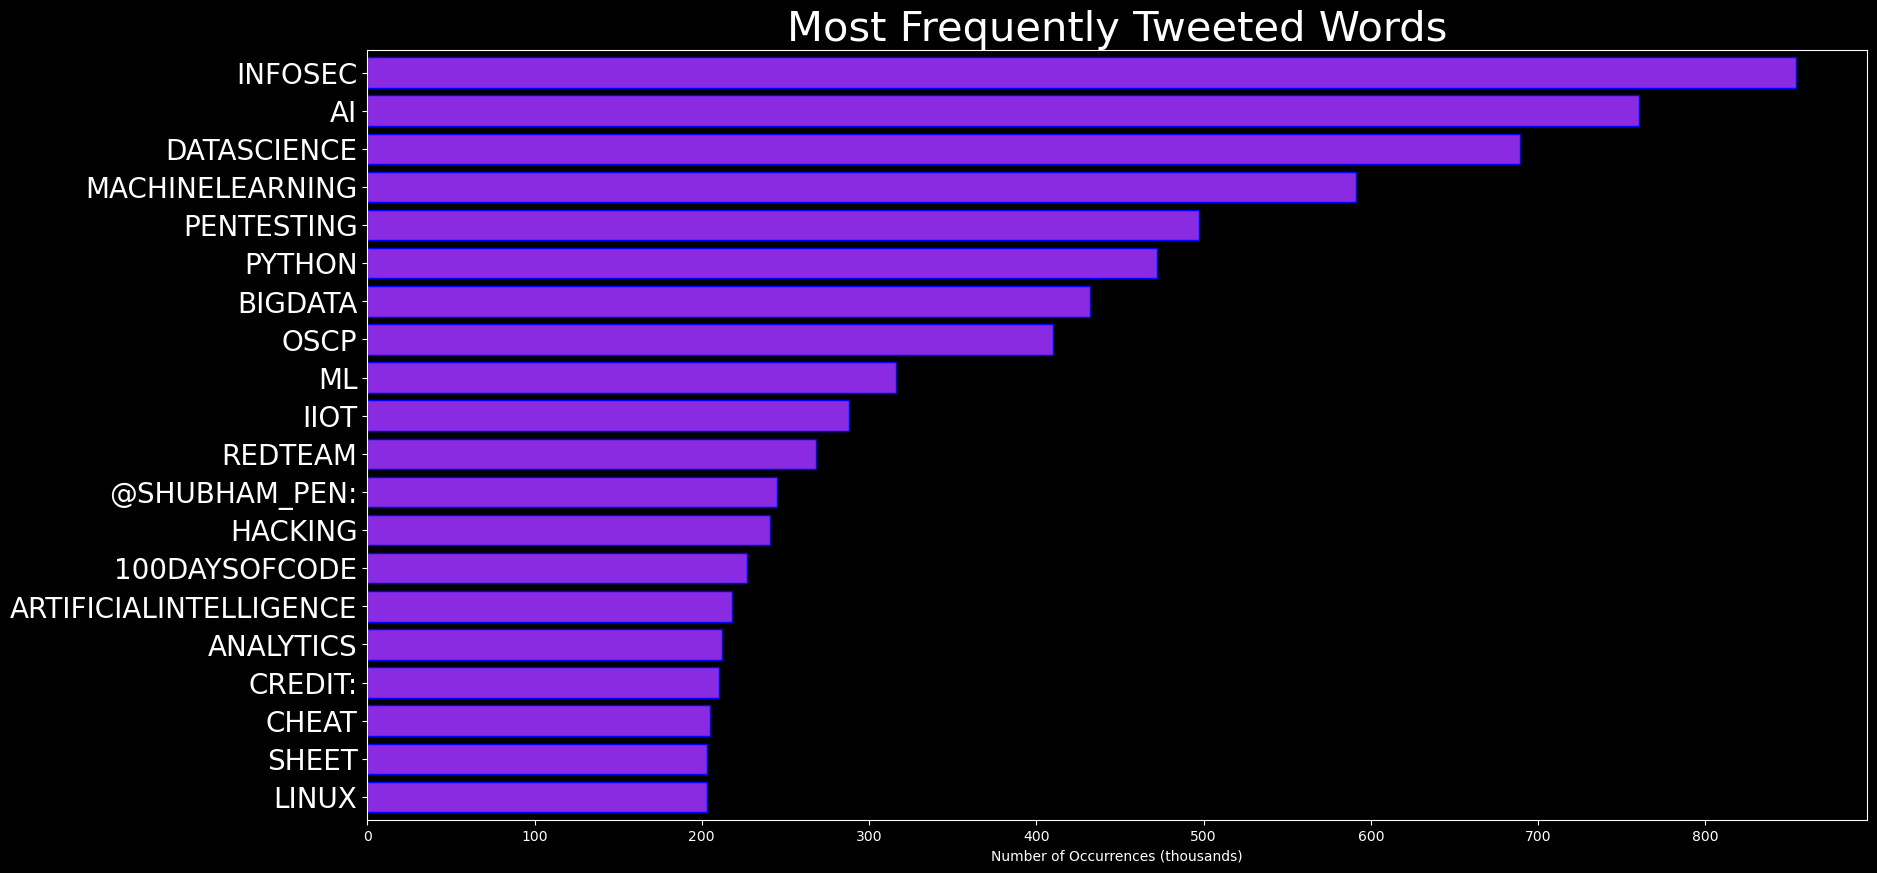 Most Frequently Tweeted Words
INFOSEC
AI
DATASCIENCE
MACHINELEARNING
PENTESTING
PYTHON
BIGDATA
OSCP
ML
IIOT
REDTEAM
@SHUBHAM_PEN:
HACKING
100DAYSOFCODE
ARTIFICIALINTELLIGENCE
ANALYTICS
CREDIT:
CHEAT
SHEET
LINUX
0 100 200 300 400 500 600 700 800
Number of Occurrences (thousands)